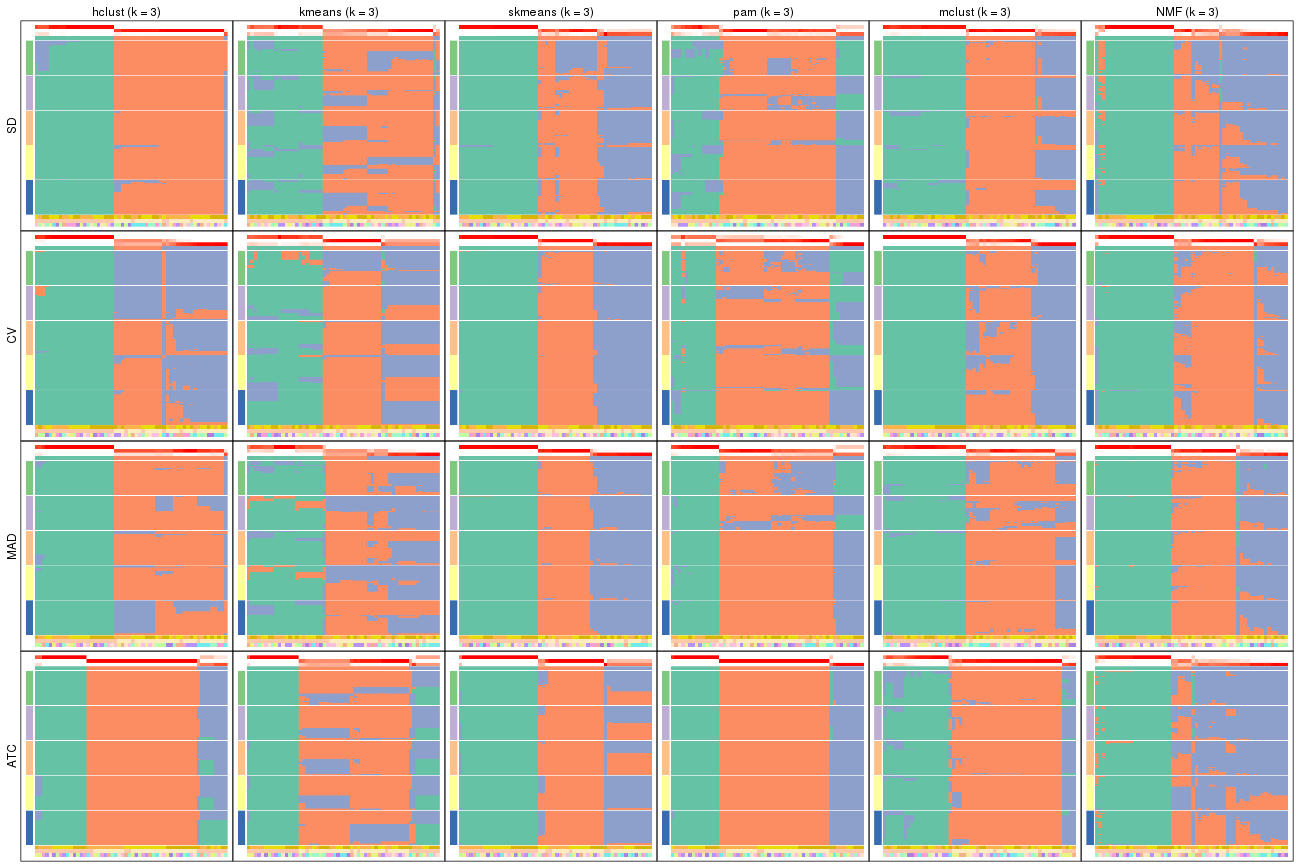 hclust (k = 3) kmeans (k = 3) skmeans (k = 3) pam (k = 3) mclust (k = 3) NMF (k = 3)
SD
CV
MAD
ATC